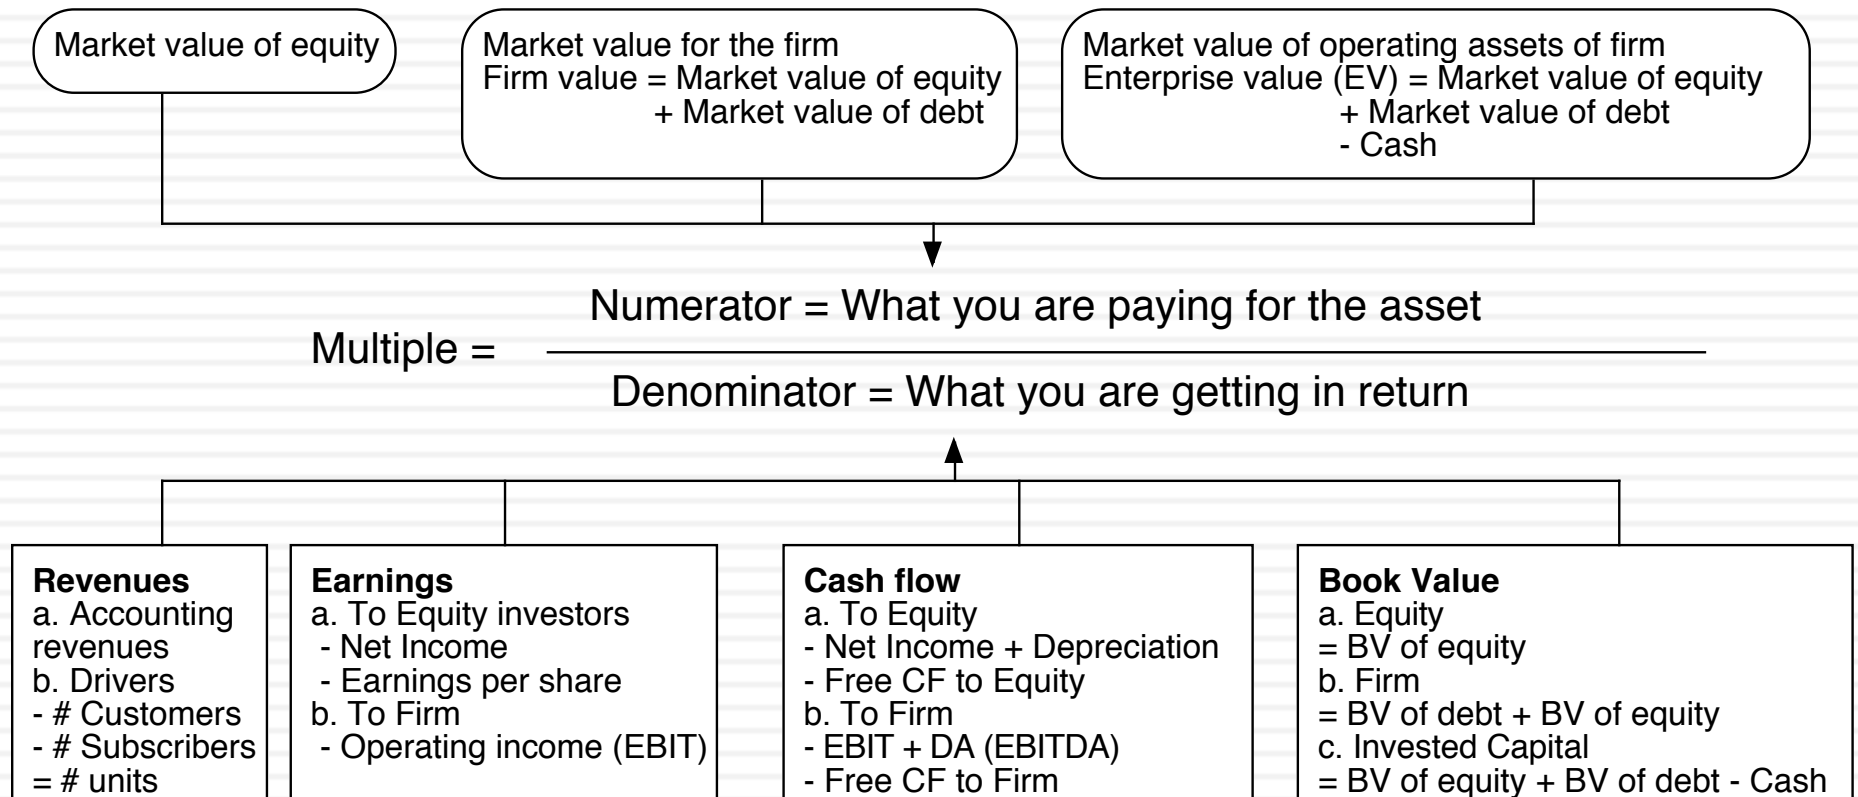 Market value of equity
Market value for the firm
Firm value = Market value of equity
+ Market value of debt
Market value of operating assets of firm
Enterprise value (EV) = Market value of equity
+ Market value of debt
- Cash
Numerator = What you are paying for the asset
Multiple =
Denominator = What you are getting in return
Revenues
a. Accounting
revenues
b. Drivers
- # Customers
- # Subscribers
= # units
Earnings
a. To Equity investors
- Net Income
- Earnings per share
b. To Firm
- Operating income (EBIT)
Cash flow
a. To Equity
- Net Income + Depreciation
- Free CF to Equity
b. To Firm
- EBIT + DA (EBITDA)
- Free CF to Firm
Book Value
a. Equity
= BV of equity
b. Firm
= BV of debt + BV of equity
c. Invested Capital
= BV of equity + BV of debt - Cash